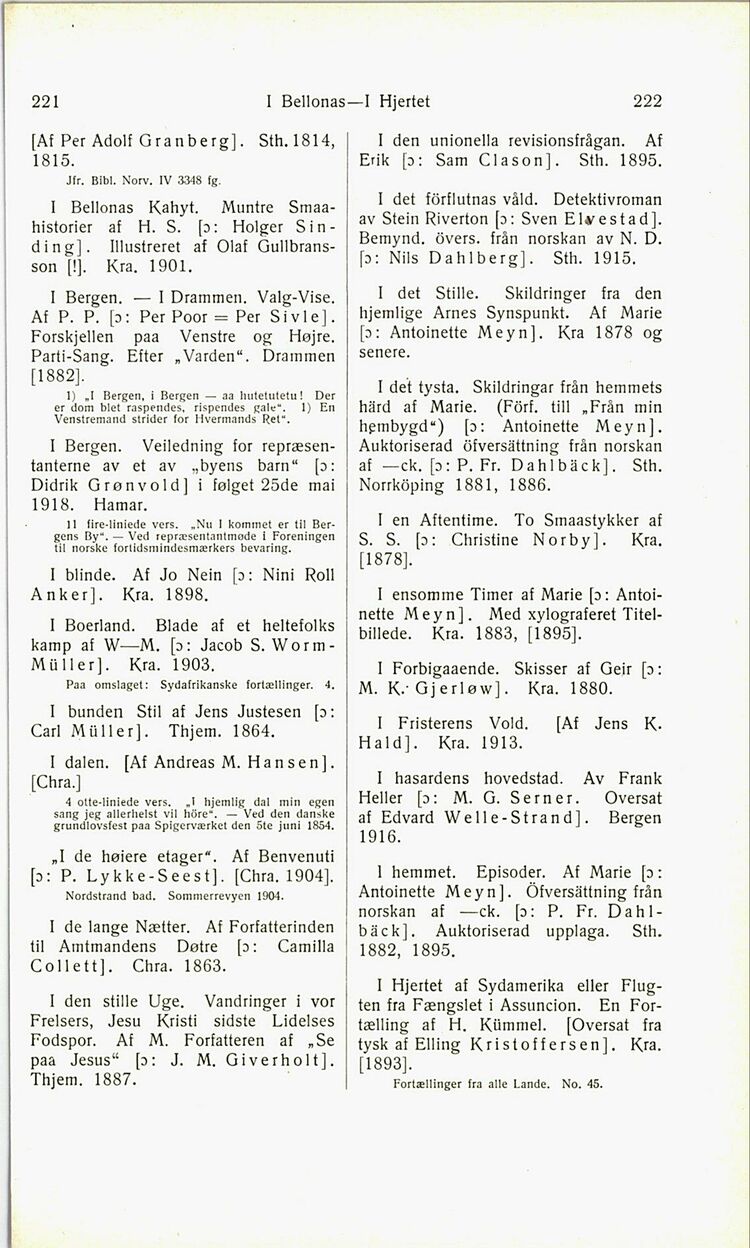 221
I Bellonas—I Hjertet
222
[Af Per Adolf Granberg]. Sth. 1814,
1815.
Jfr. Bibl. Norv. IV 3348 fg.
I Bellonas Kahyt. Muntre Smaa-
historier af H. S. [ɔ: Holger Sin-
ding]. Illustreret af Olaf Gullbrans-
son [!]. Kra. 1901.
I Bergen. — I Drammen. Valg-Vise.
Af P. P. [ɔ: Per Poor = Per Sivle].
Forskjellen paa Venstre og Højre.
Parti-Sang. Efter „Varden“. Drammen
[1882].
1) „I Bergen, i Bergen — aa hutetutetu! Der
er dom blet raspendes, rispendes gale“. 1) En
Venstremand strider for Hvermands Ret“.
I Bergen. Veiledning for repræsen-
tanterne av et av „byens barn“ [ɔ:
Didrik Grønvold] i følget 25de mai
1918. Hamar.
11 fire-liniede vers. „Nu I kommet er til Ber-
gens By“. — Ved repræsentantmøde i Foreningen
til norske fortidsmindesmærkers bevaring.
I blinde. Af Jo Nein [ɔ: Nini Roll
Anker]. Kra. 1898.
I Boerland. Blade af et heltefolks
kamp af W—M. [ɔ: Jacob S. Worm-
Müller]. Kra. 1903.
Paa omslaget: Sydafrikanske fortællinger. 4.
I bunden Stil af Jens Justesen [ɔ:
Carl Müller]. Thjem. 1864.
I dalen. [Af Andreas M. Hansen].
[Chra.]
4 otte-liniede vers. „I hjemlig dal min egen
sang jeg allerhelst vil höre“. — Ved den danske
grundlovsfest paa Spigerværket den 5te juni 1854.
„I de høiere etager“. Af Benvenuti
[ɔ: P. Lykke-Seest]. [Chra. 1904].
Nordstrand bad. Sommerrevyen 1904.
I de lange Nætter. Af Forfatterinden
til Amtmandens Døtre [ɔ: Camilla
Collett]. Chra. 1863.
I den stille Uge. Vandringer i vor
Frelsers, Jesu Kristi sidste Lidelses
Fodspor. Af M. Forfatteren af „Se
paa Jesus“ [ɔ: J. M. Giverholt].
Thjem. 1887.
I den unionella revisionsfrågan. Af
Erik [ɔ: Sam Clason]. Sth. 1895.
I det förflutnas våld. Detektivroman
av Stein Riverton [ɔ: Sven Elvestad].
Bemynd. övers. från norskan av N. D.
[ɔ: Nils Dahlberg]. Sth. 1915.
I det Stille. Skildringer fra den
hjemlige Arnes Synspunkt. Af Marie
[ɔ: Antoinette Meyn]. Kra 1878 og
senere.
I det tysta. Skildringar från hemmets
härd af Marie. (Förf. till „Från min
hembygd“) [ɔ: Antoinette Meyn].
Auktoriserad öfversättning från norskan
af —ck. [ɔ: P. Fr. Dahlbäck]. Sth.
Norrköping 1881, 1886.
I en Aftentime. To Smaastykker af
S. S. [ɔ: Christine Norby]. Kra.
[1878].
I ensomme Timer af Marie [ɔ: Antoi-
nette Meyn]. Med xylograferet Titel-
billede. Kra. 1883, [1895].
I Forbigaaende. Skisser af Geir [ɔ:
M. K. Gjerløw]. Kra. 1880.
I Fristerens Vold. [Af Jens K.
Hald]. Kra. 1913.
I hasardens hovedstad. Av Frank
Heller [ɔ: M. G. Serner. Oversat
af Edvard Welle-Strand]. Bergen
1916.
I hemmet. Episoder. Af Marie [ɔ:
Antoinette Meyn]. Öfversättning från
norskan af —ck. [ɔ: P. Fr. Dahl-
bäck]. Auktoriserad upplaga. Sth.
1882, 1895.
I Hjertet af Sydamerika eller Flug-
ten fra Fængslet i Assuncion. En For-
tælling af H. Kümmel. [Oversat fra
tysk af Elling Kristoffersen]. Kra.
[1893].
Fortællinger fra alle Lande. No. 45.